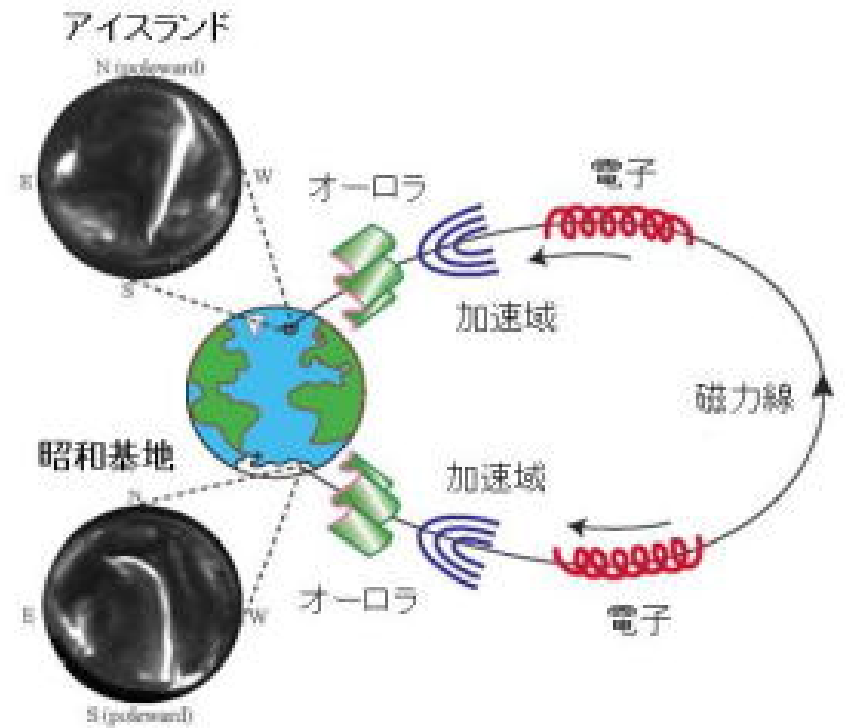 アイスランド
N (poleward)
E
W
S
オーロラ
電子
加速域
磁力線
昭和基地
加速域
N
E
W
オーロラ
電子
S (poleward)